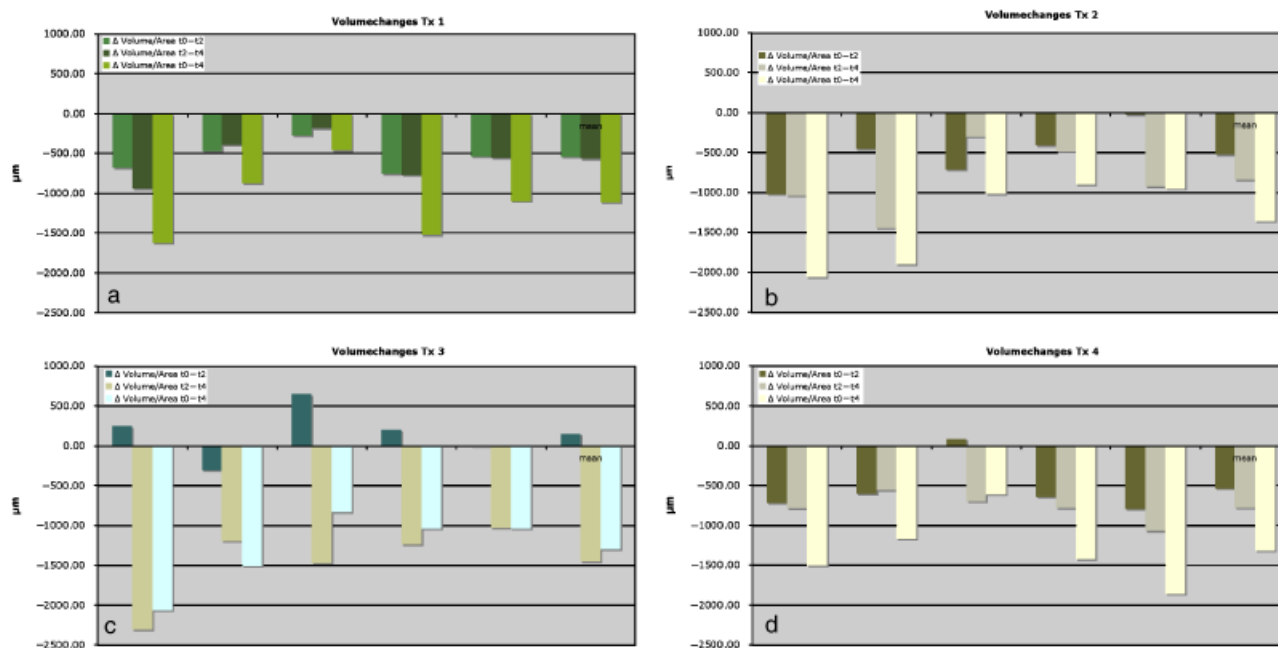 Volumechanges Tx 1
1000.00
500.00
0.00
−500.00
−1000.00
−1500.00
−2000.00
−2500.00
µm
Δ Volume/Area t0−t2
Δ Volume/Area t2−t4
Δ Volume/Area t0−t4
mean
a
Volumechanges Tx 2
1000.00
500.00
0.00
−500.00
−1000.00
−1500.00
−2000.00
−2500.00
µm
Δ Volume/Area t0−t2
Δ Volume/Area t2−t4
Δ Volume/Area t0−t4
mean
b
Volumechanges Tx 3
1000.00
500.00
0.00
−500.00
−1000.00
−1500.00
−2000.00
−2500.00
µm
Δ Volume/Area t0−t2
Δ Volume/Area t2−t4
Δ Volume/Area t0−t4
mean
c
Volumechanges Tx 4
1000.00
500.00
0.00
−500.00
−1000.00
−1500.00
−2000.00
−2500.00
µm
Δ Volume/Area t0−t2
Δ Volume/Area t2−t4
Δ Volume/Area t0−t4
mean
d